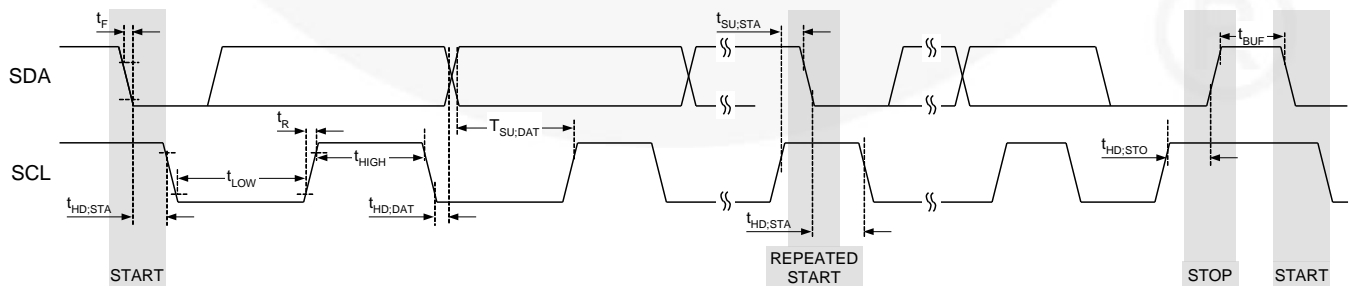 tF
tSU;STA
tBUF
SDA
tR
TSU;DAT
tHIGH
tHD;STO
SCL
tLOW
tHD;STA
tHD;DAT
tHD;STA
START
REPEATED
START
STOP
START
®